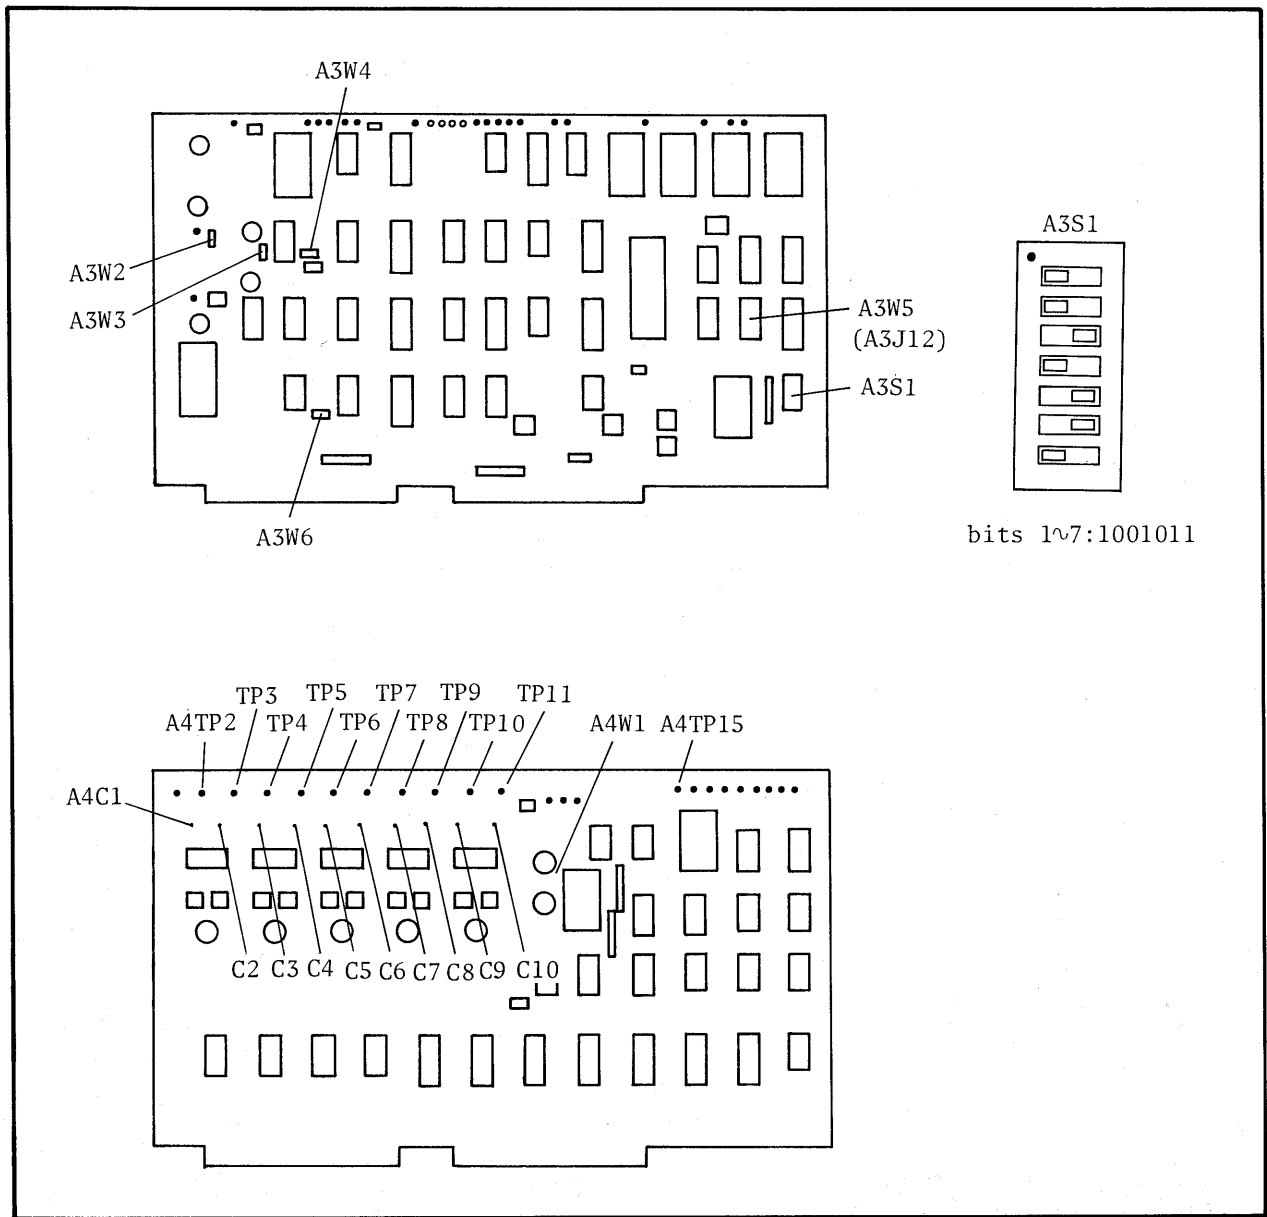 A3W4
A3W2
A3W3
A3W5
(A3J12)
A3S1
A3W6
A3S1
bits 1∿7:1001011
TP3 TP5 TP7 TP9 TP11
A4TP2 TP4 TP6 TP8 TP10 A4W1 A4TP15
A4C1
C2 C3 C4 C5 C6 C7 C8 C9 C10